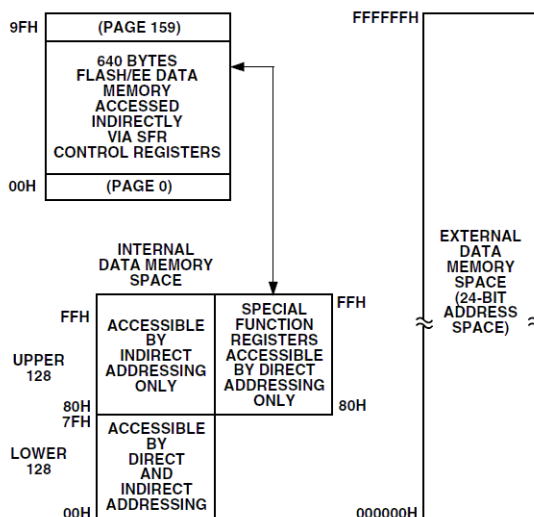 9FH
(PAGE 159)
640 BYTES
FLASH/EE DATA
MEMORY
ACCESSED
INDIRECTLY
VIA SFR
CONTROL REGISTERS
00H
(PAGE 0)
INTERNAL
DATA MEMORY
SPACE
FFH
ACCESSIBLE
BY
INDIRECT
ADDRESSING
ONLY
UPPER
128
80H
SPECIAL
FUNCTION
REGISTERS
ACCESSIBLE
BY DIRECT
ADDRESSING
ONLY
FFH
80H
7FH
ACCESSIBLE
BY
DIRECT
AND
INDIRECT
ADDRESSING
LOWER
128
00H
FFFFFFH
EXTERNAL
DATA
MEMORY
SPACE
(24-BIT
ADDRESS
SPACE)
000000H